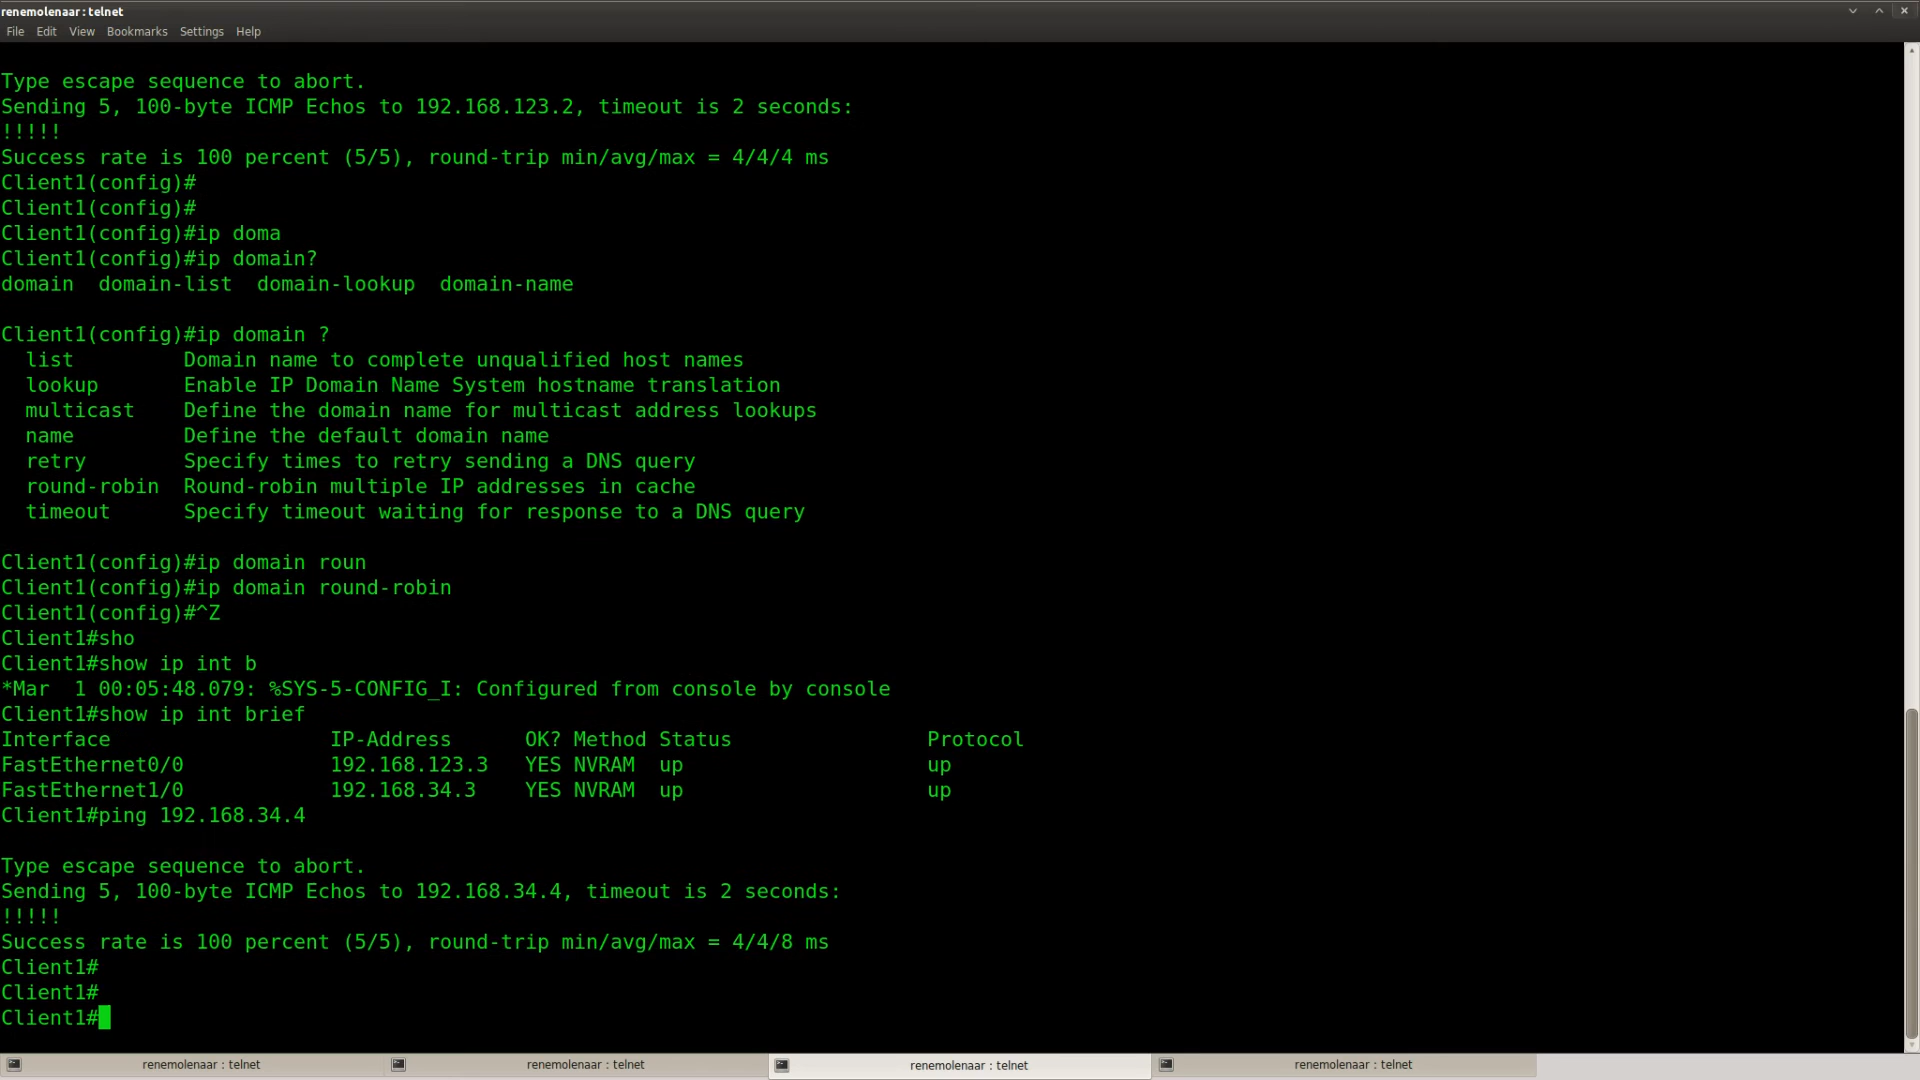 renemolenaar : telnet
File Edit View Bookmarks Settings Help
Type escape sequence to abort.
Sending 5, 100-byte ICMP Echos to 192.168.123.2, timeout is 2 seconds:
!!!!!
Success rate is 100 percent (5/5), round-trip min/avg/max = 4/4/4 ms
Client1(config)#
Client1(config)#
Client1(config)#ip doma
Client1(config)#ip domain?
domain  domain-list  domain-lookup  domain-name
Client1(config)#ip domain ?
  list         Domain name to complete unqualified host names
  lookup       Enable IP Domain Name System hostname translation
  multicast    Define the domain name for multicast address lookups
  name         Define the default domain name
  retry        Specify times to retry sending a DNS query
  round-robin  Round-robin multiple IP addresses in cache
  timeout      Specify timeout waiting for response to a DNS query
Client1(config)#ip domain roun
Client1(config)#ip domain round-robin
Client1(config)#^Z
Client1#sho
Client1#show ip int b
*Mar  1 00:05:48.079: %SYS-5-CONFIG_I: Configured from console by console
Client1#show ip int brief
Interface                  IP-Address      OK? Method Status                Protocol
FastEthernet0/0            192.168.123.3   YES NVRAM  up                    up
FastEthernet1/0            192.168.34.3    YES NVRAM  up                    up
Client1#ping 192.168.34.4
Type escape sequence to abort.
Sending 5, 100-byte ICMP Echos to 192.168.34.4, timeout is 2 seconds:
!!!!!
Success rate is 100 percent (5/5), round-trip min/avg/max = 4/4/8 ms
Client1#
Client1#
Client1#
renemolenaar : telnet renemolenaar : telnet renemolenaar : telnet renemolenaar : telnet